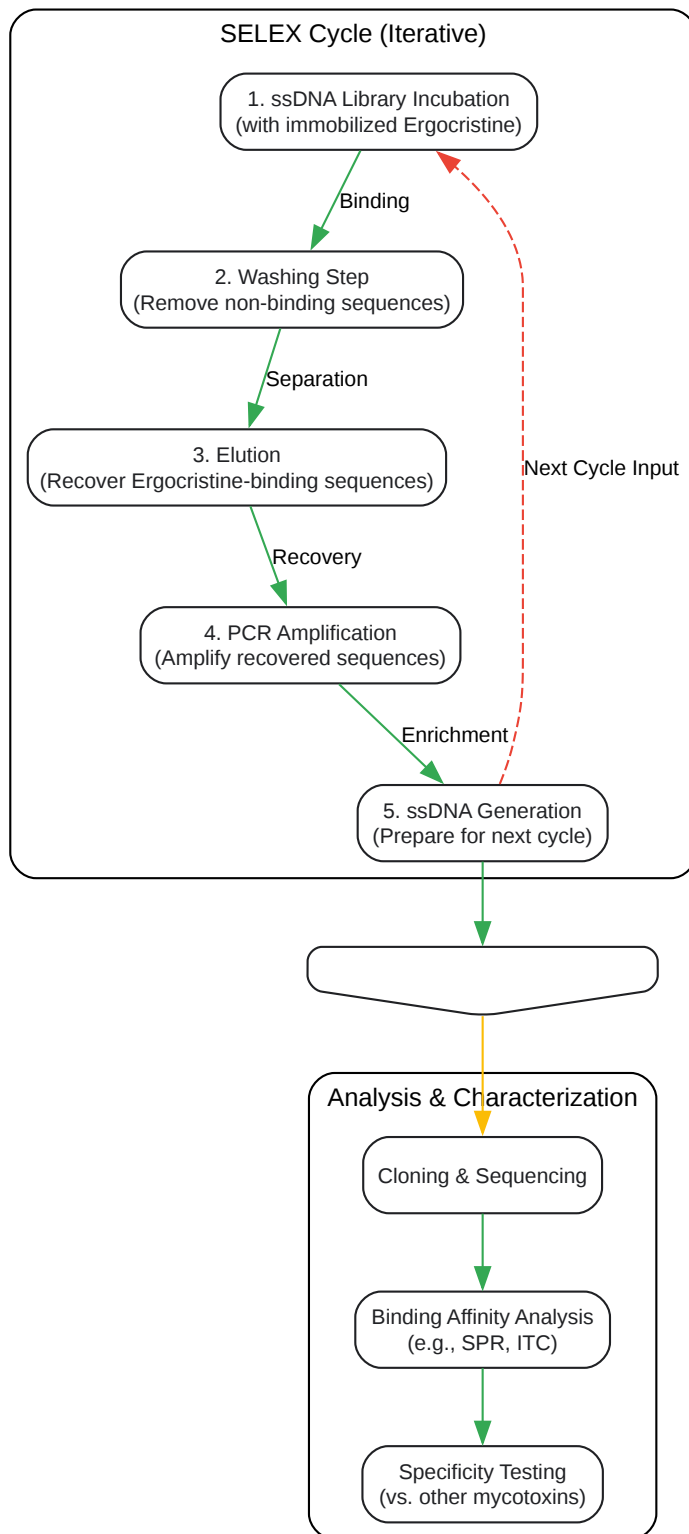 SELEX Cycle (Iterative)
1. ssDNA Library Incubation
(with immobilized Ergocristine)
Binding
2. Washing Step
(Remove non-binding sequences)
Separation
3. Elution
(Recover Ergocristine-binding sequences)
Next Cycle Input
Recovery
4. PCR Amplification
(Amplify recovered sequences)
Enrichment
5. ssDNA Generation
(Prepare for next cycle)
Analysis & Characterization
Cloning & Sequencing
Binding Affinity Analysis
(e.g., SPR, ITC)
Specificity Testing
(vs. other mycotoxins)